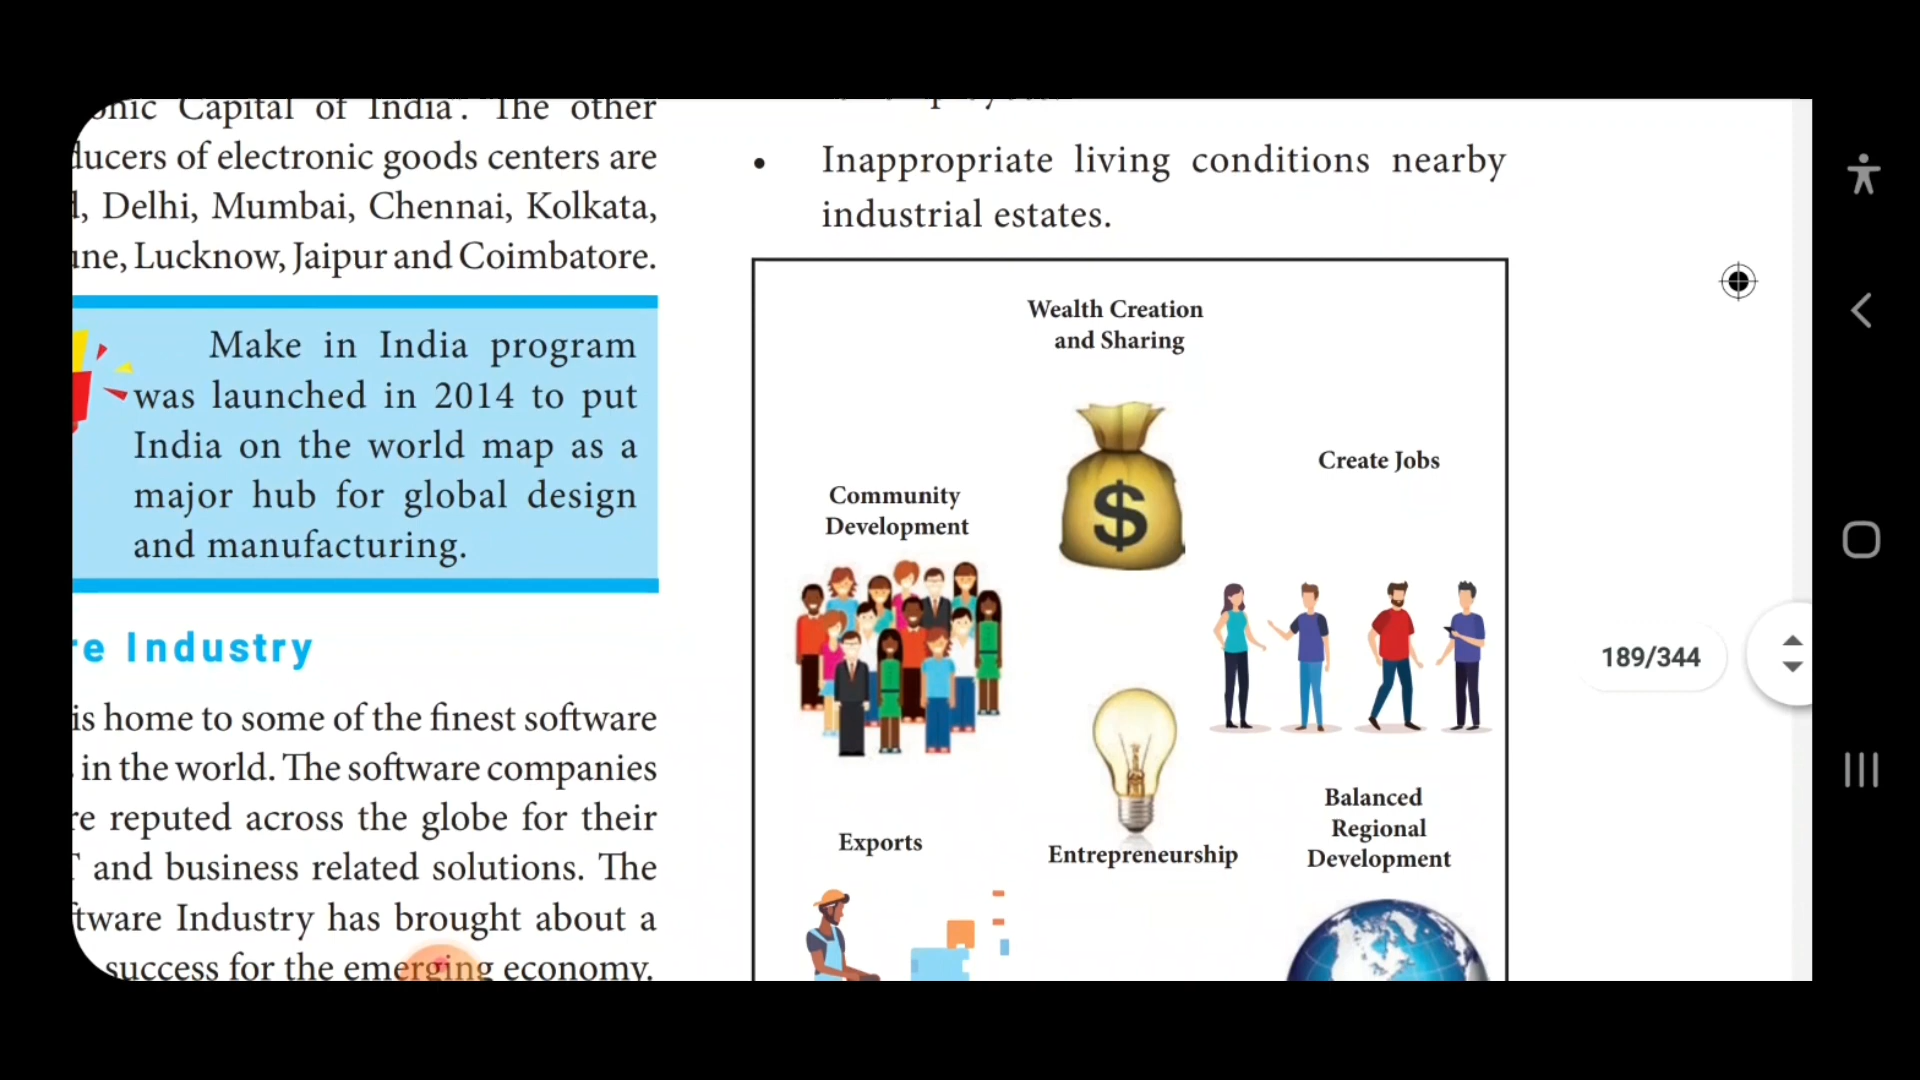 Capital of India'. The other
of electronic goods centers are
Delhi, Mumbai, Chennai, Kolkata,
Lucknow, Jaipur and Coimbatore.
Make in India program
was launched in 2014 to put
India on the world map as a
major hub for global design
and manufacturing.
Industry
is home to some of the finest software
in the world. The software companies
reputed across the globe for their
and business related solutions. The
Industry has brought about a
success for the emerging economy.
• Inappropriate living conditions nearby
industrial estates.
Wealth Creation
and Sharing
Create Jobs
Community
Development
$
Exports
Entrepreneurship
Balanced
Regional
Development
189/344